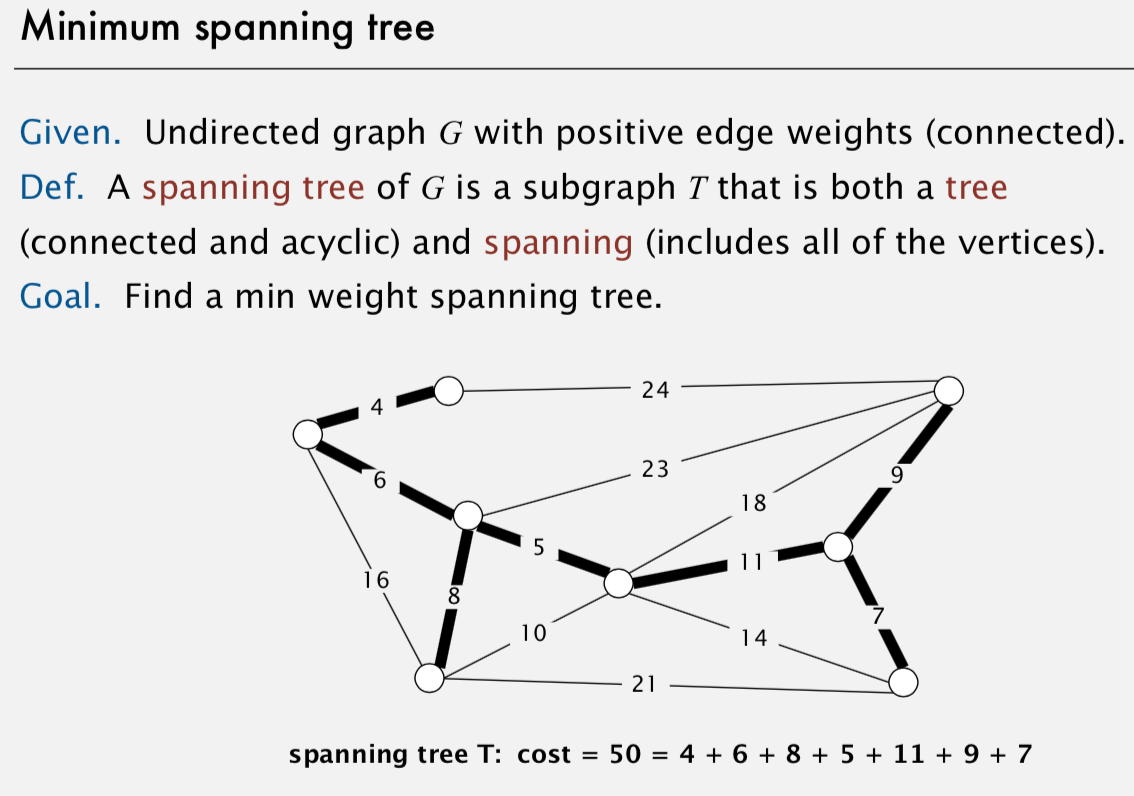 Minimum spanning tree
Given. Undirected graph G with positive edge weights (connected).
Def. A spanning tree of G is a subgraph T that is both a tree
(connected and acyclic) and spanning (includes all of the vertices).
Goal. Find a min weight spanning tree.
24
4
23
9
6
18
5
11
16
8
7
10
14
21
spanning tree T: cost = 50 = 4 + 6 + 8 + 5 + 11 + 9 + 7